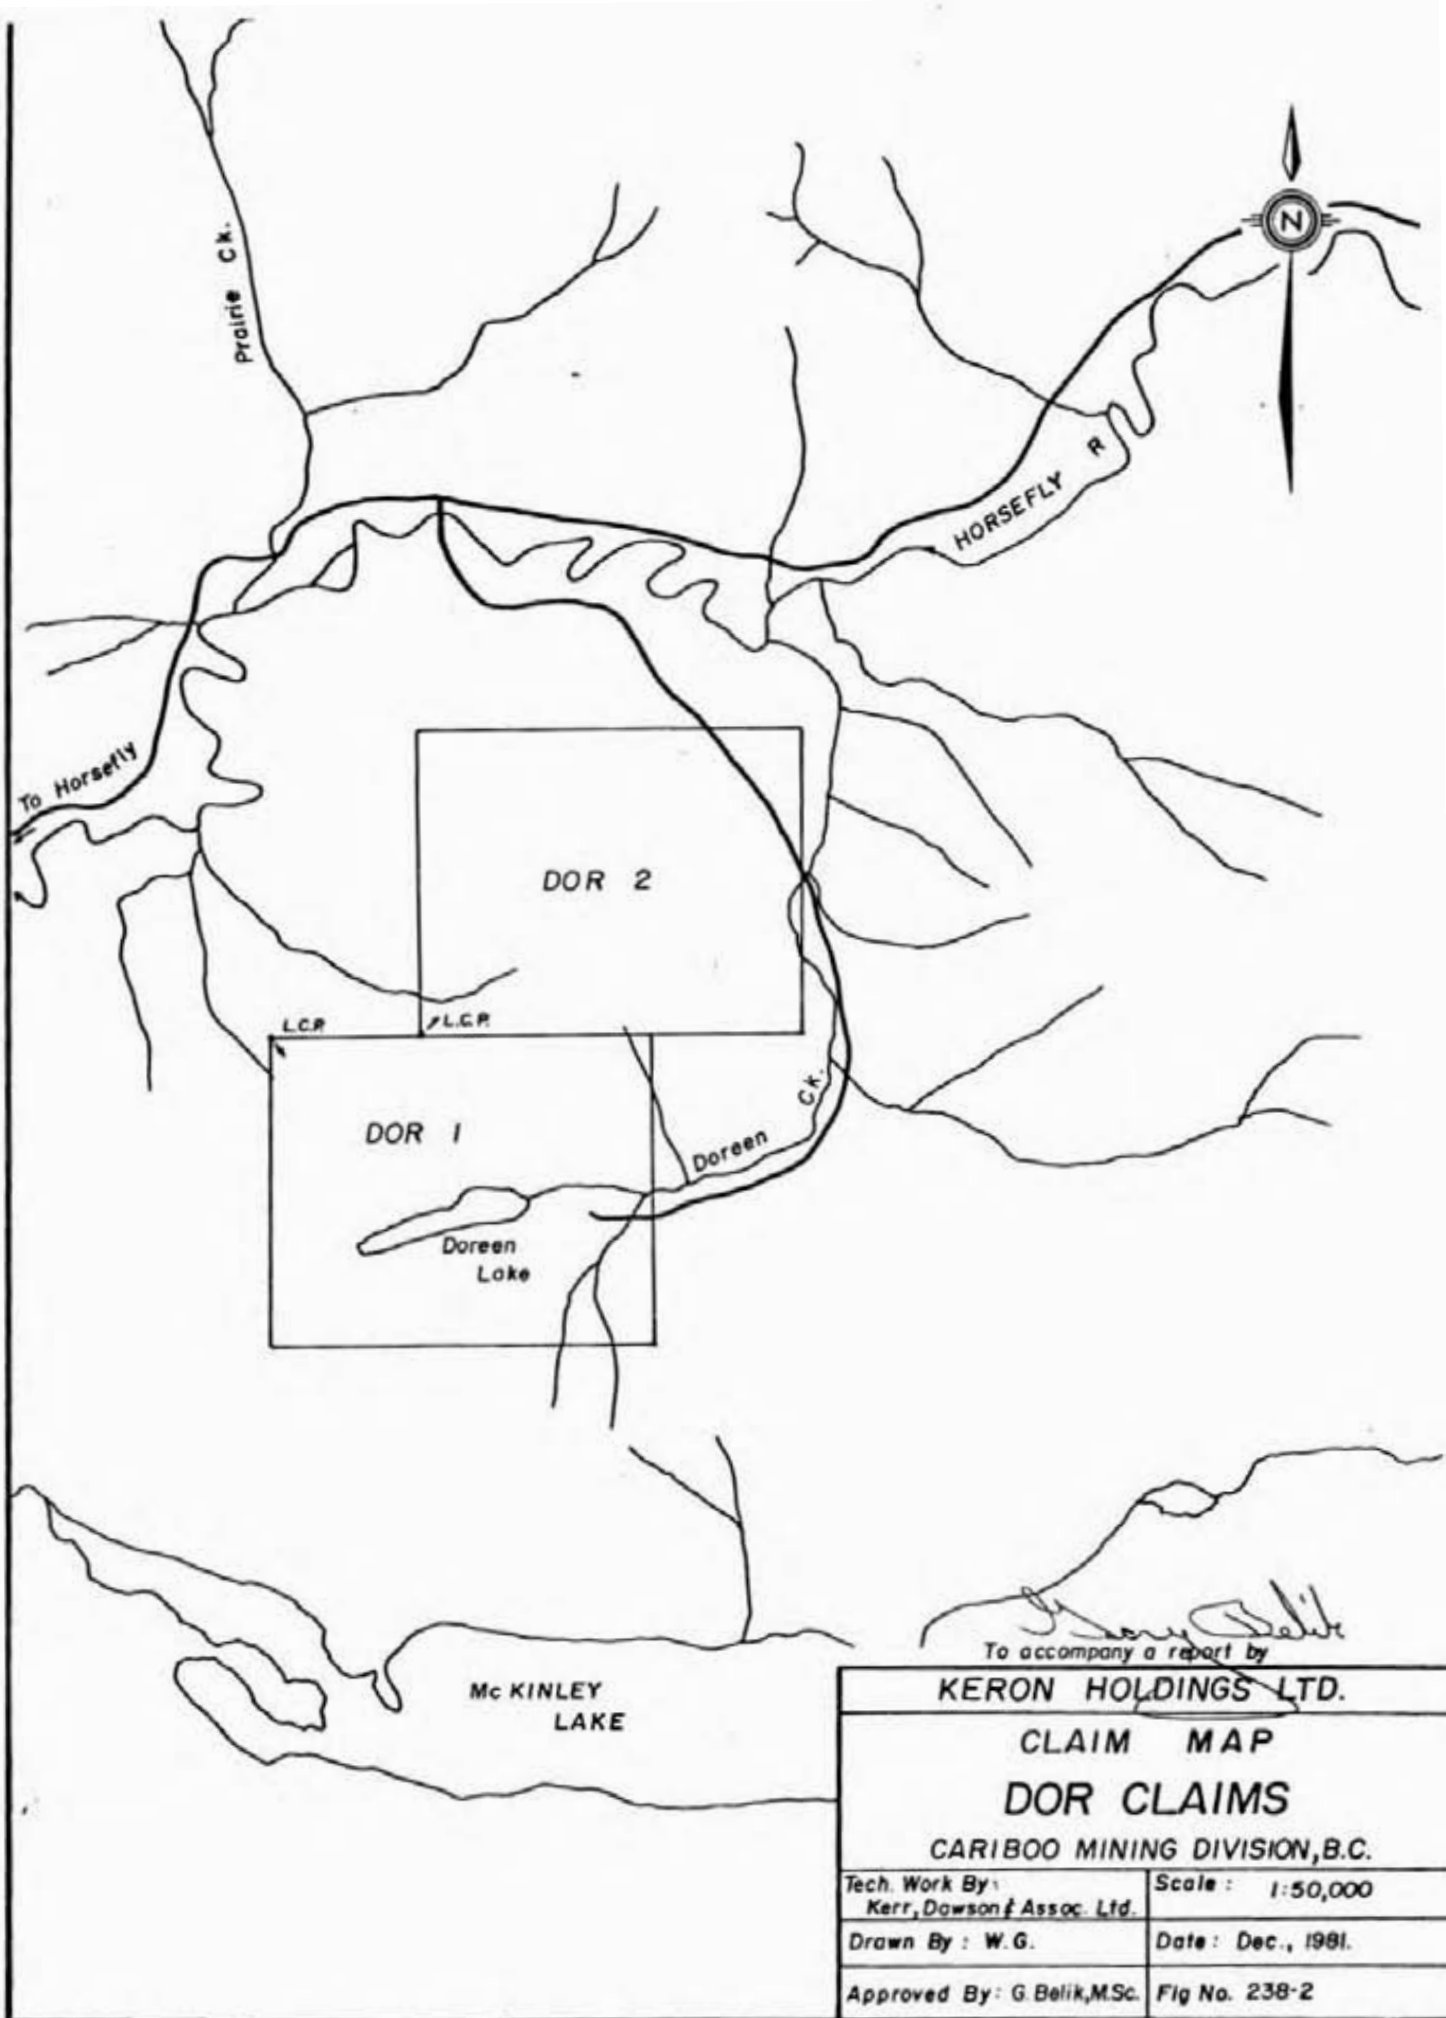 N
Prairie Ck.
HORSEFLY R
To Horsefly
DOR 2
L.C.P.
L.C.P.
DOR 1
Doreen Ck.
Doreen
Lake
Mc KINLEY
LAKE
To accompany a report by
KERON HOLDINGS LTD.
CLAIM MAP
DOR CLAIMS
CARIBOO MINING DIVISION, B.C.
Tech. Work By:
Kerr, Dawson & Assoc. Ltd.
Scale : 1:50,000
Drawn By : W.G.
Date : Dec., 1981.
Approved By : G. Belik, M.Sc.
Fig No. 238-2